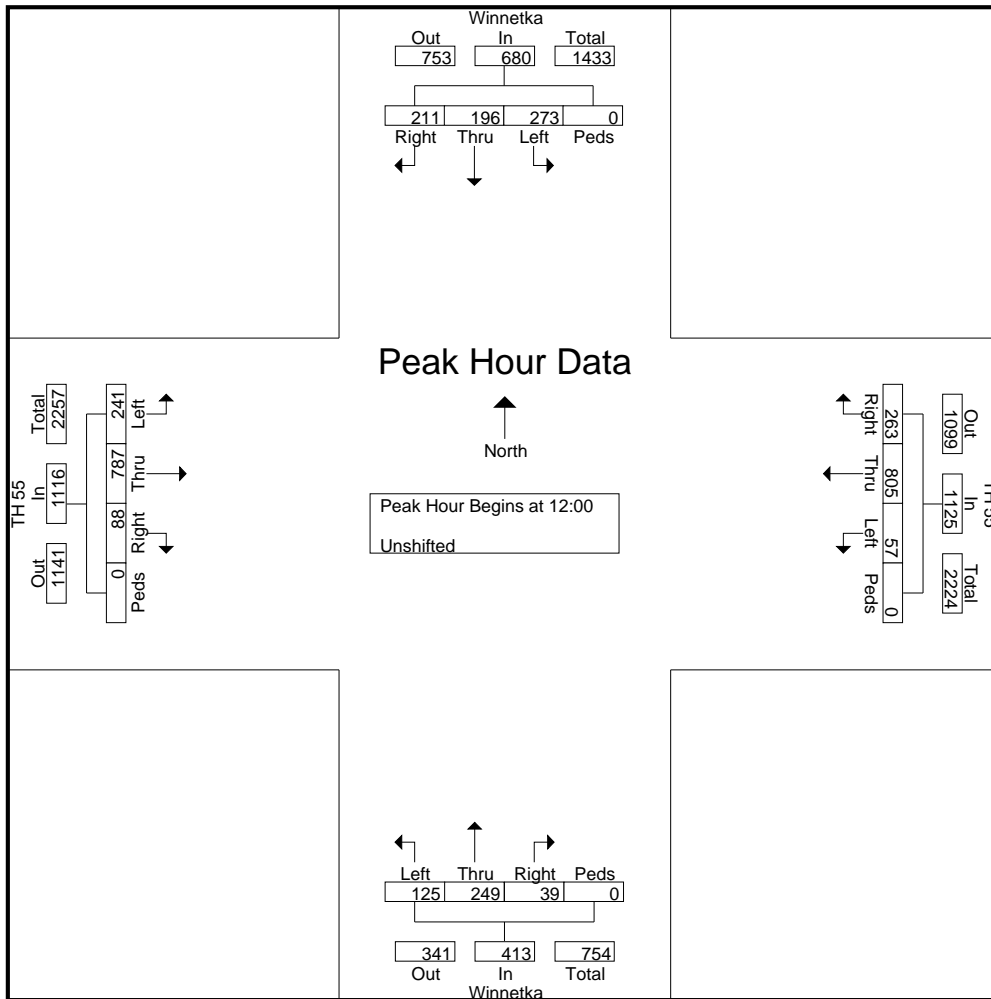 Winnetka
Out In Total
753 680 1433
211 196 273 0
Right Thru Left Peds
Peak Hour Data
North
Peak Hour Begins at 12:00
Unshifted
TH 55
Total In Out
2257 1116 1141
241 787 88 0
Left Thru Right Peds
TH 55
Out In Total
1099 1125 2224
263 805 57 0
Right Thru Left Peds
Left Thru Right Peds
125 249 39 0
341 413 754
Out In Total
Winnetka